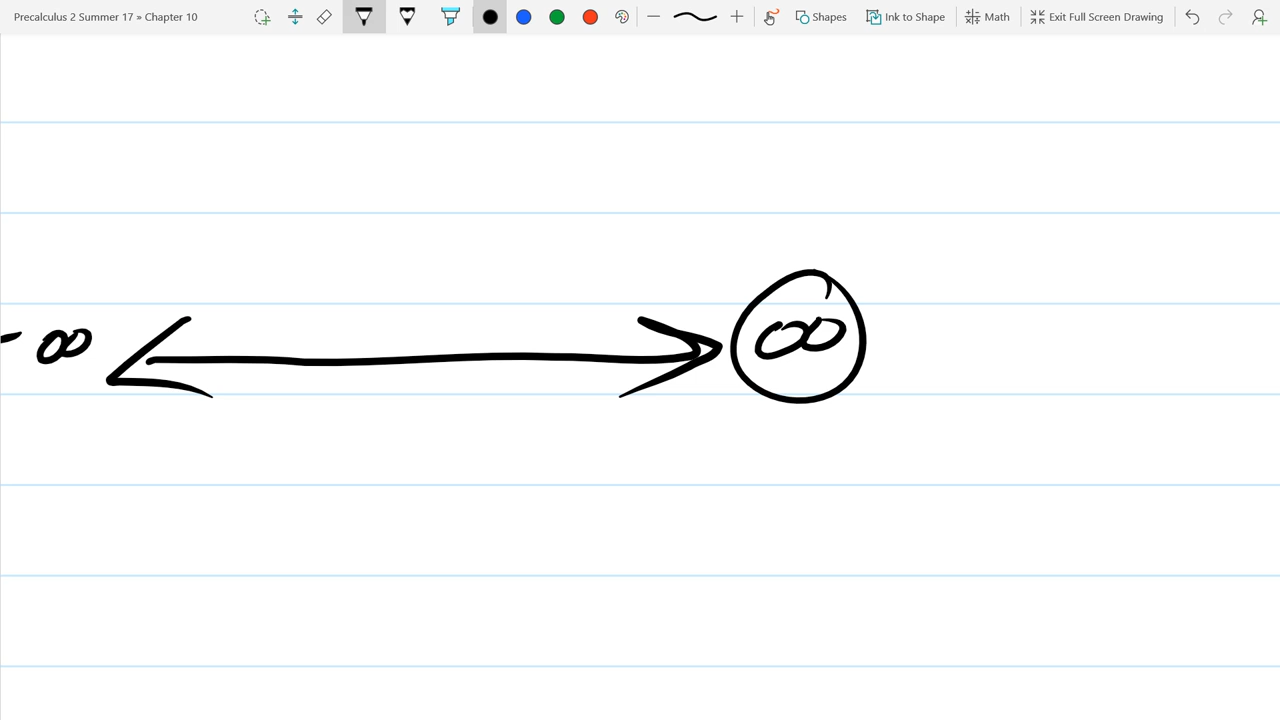 Precalculus 2 Summer 17 » Chapter 10 Shapes Ink to Shape Math Exit Full Screen Drawing
-∞ ∞